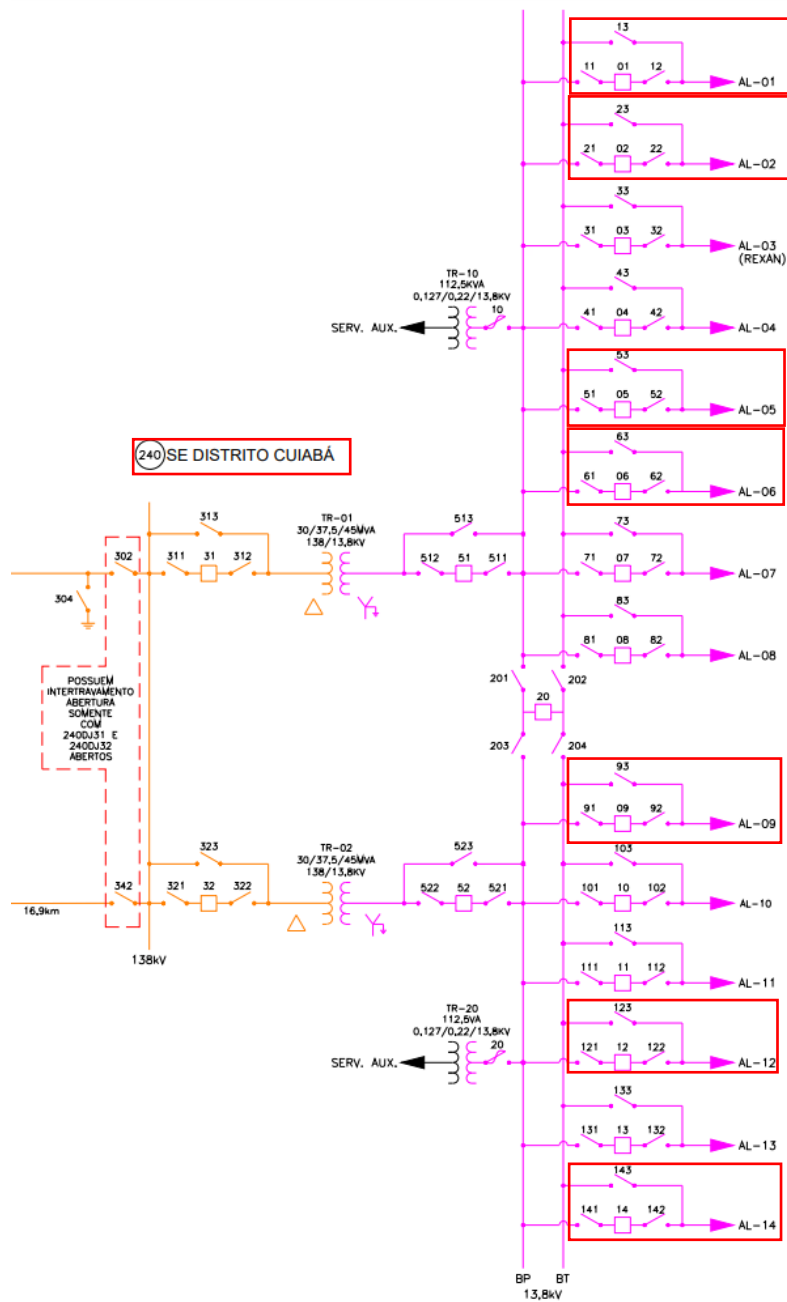 13
11 01 12
AL-01
23
21 02 22
AL-02
33
31 03 32
AL-03
(REXAN)
TR-10
112,5KVA
0,127/0,22/13,8KV
10
SERV. AUX.
43
41 04 42
AL-04
53
51 05 52
AL-05
240 SE DISTRITO CUIABÁ
63
61 06 62
AL-06
313
302 311 31 312
304
TR-01
30/37,5/45MVA
138/13,8KV
513
512 51 511
73
71 07 72
AL-07
83
81 08 82
AL-08
POSSUEM
INTERTRAVAMENTO
ABERTURA
SOMENTE
COM
240DJ31 E
240DJ32
ABERTOS
201 202
20
203 204
93
91 09 92
AL-09
323
342 321 32 322
16,9km
138kV
TR-02
30/37,5/45MVA
138/13,8KV
523
522 52 521
103
101 10 102
AL-10
113
111 11 112
AL-11
TR-20
112,5VA
0,127/0,22/13,8KV
20
SERV. AUX.
123
121 12 122
AL-12
133
131 13 132
AL-13
143
141 14 142
AL-14
BP BT
13,8kV